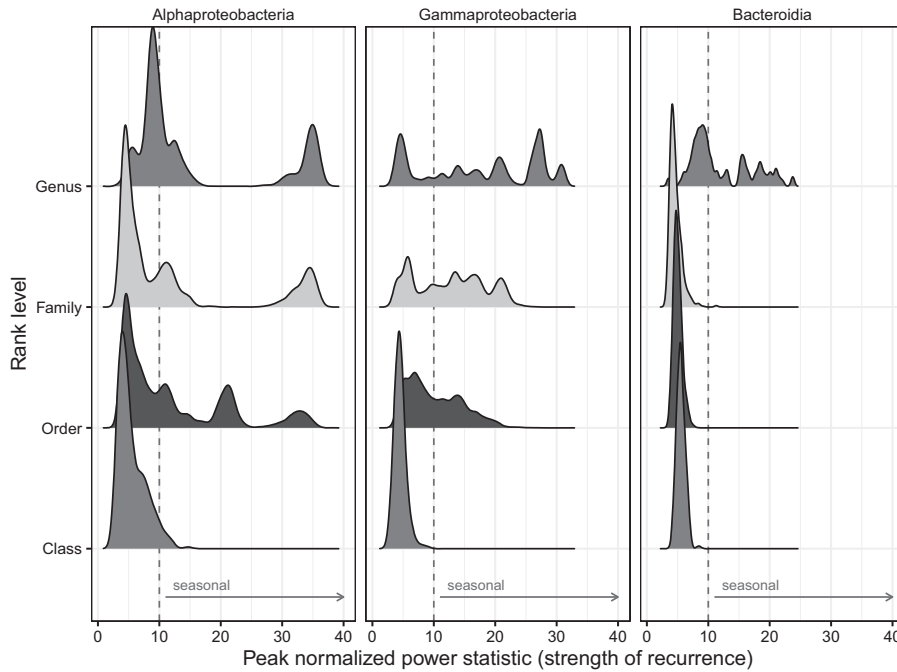 Alphaproteobacteria
Gammaproteobacteria
Bacteroidia
Rank level
Genus
Family
Order
Class
seasonal
seasonal
seasonal
0 10 20 30 40
0 10 20 30 40
0 10 20 30 40
Peak normalized power statistic (strength of recurrence)